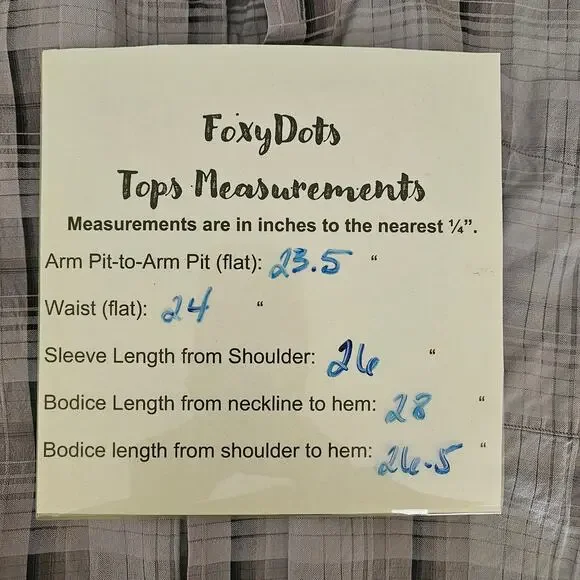 FoxyDots
Tops Measurements
Measurements are in inches to the nearest ¼”.
Arm Pit-to-Arm Pit (flat): 23.5 “
Waist (flat): 24 “
Sleeve Length from Shoulder: 26 “
Bodice Length from neckline to hem: 28 “
Bodice length from shoulder to hem: 26.5 “